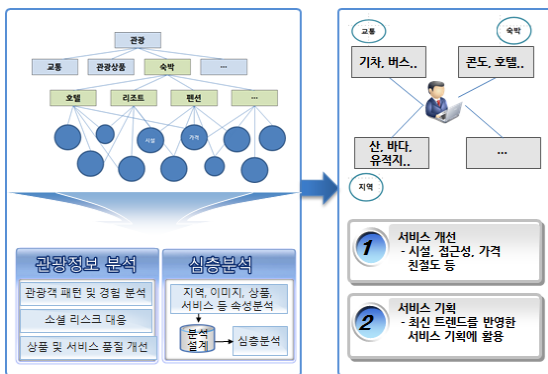 관광
교통 관광상품 숙박 ...
호텔 리조트 펜션 ...
시설 가격
관광정보 분석
관광객 패턴 및 경험 분석
소셜 리스크 대응
상품 및 서비스 품질 개선
심층분석
지역, 이미지, 상품,
서비스 등 속성분석
분석
설계
심층분석
교통
기차, 버스..
숙박
콘도, 호텔..
산, 바다,
유적지..
지역
...
1
서비스 개선
- 시설, 접근성, 가격
친절도 등
2
서비스 기획
- 최신 트렌드를 반영한
서비스 기획에 활용